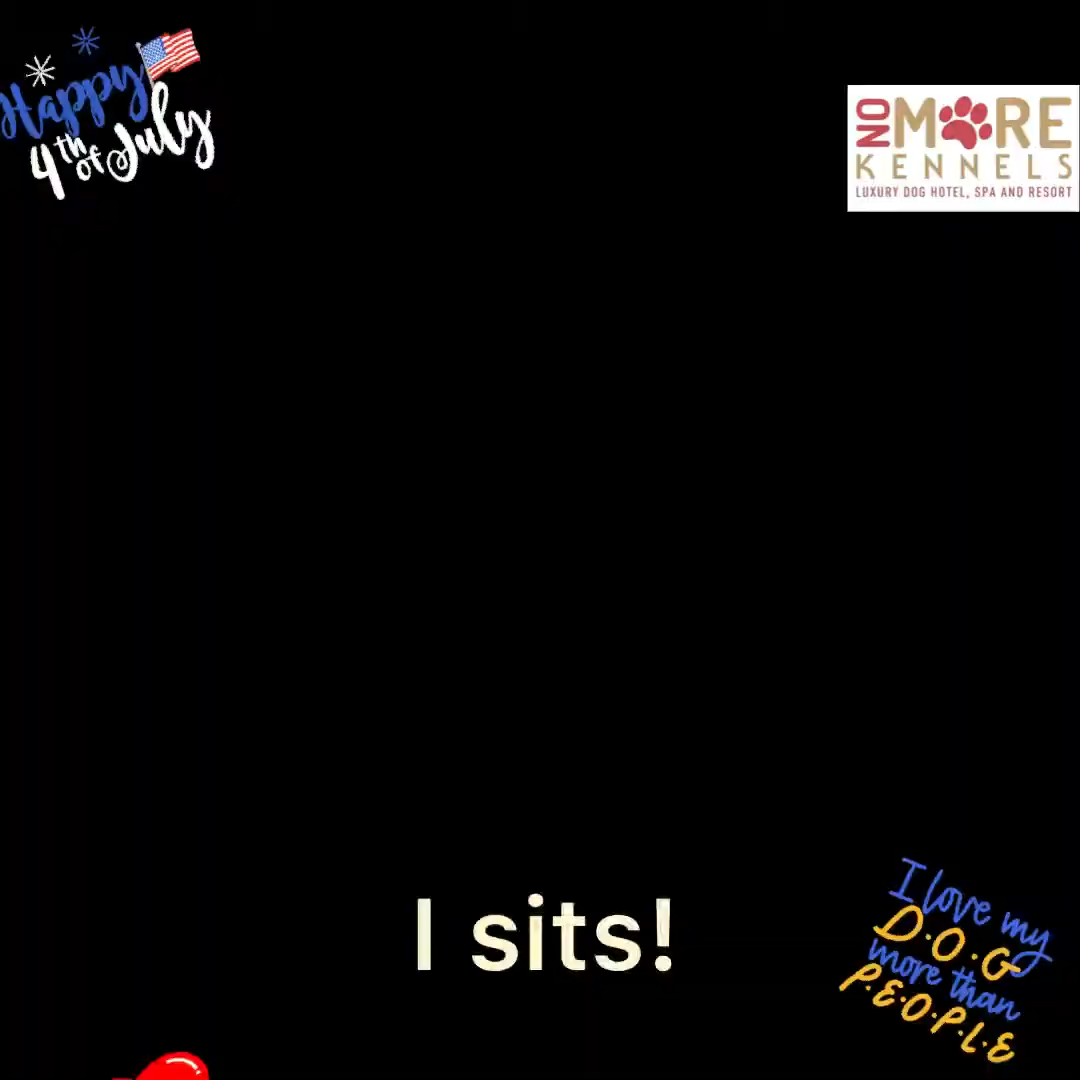 Happy
4th of July
NO MORE
KENNELS
LUXURY DOG HOTEL, SPA AND RESORT
I sits!
I love my
D.O.G
more than
P.E.O.P.L.E